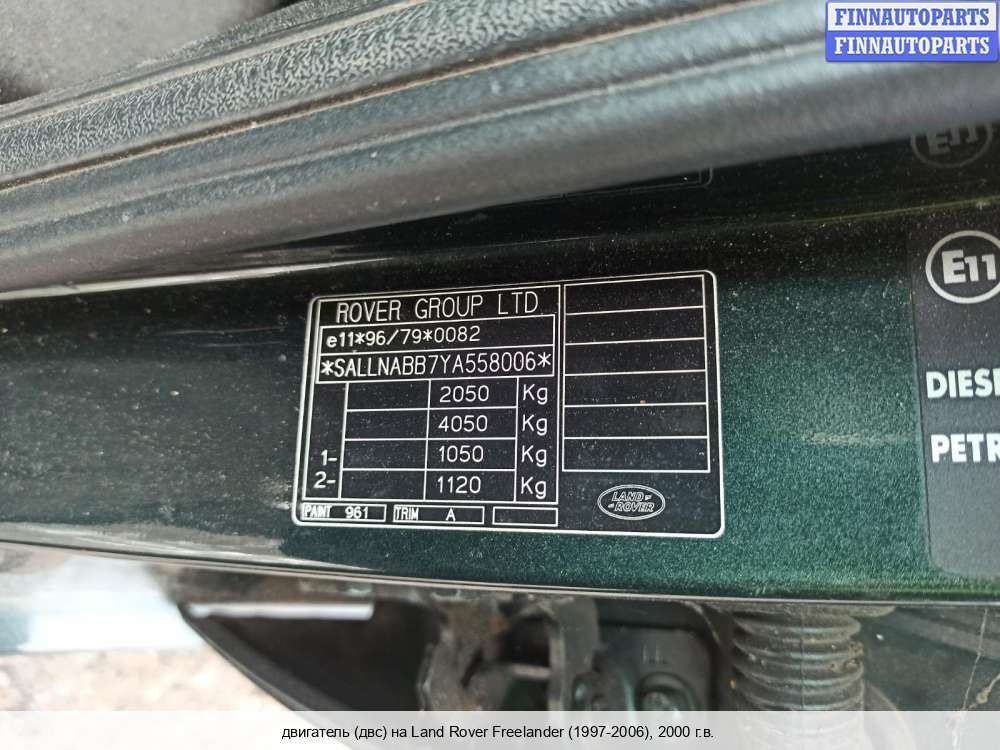 FINNAUTOPARTS
FINNAUTOPARTS
E11
E11
ROVER GROUP LTD
e11*96/79*0082
*SALLNABB7YA558006*
2050 Kg
4050 Kg
1- 1050 Kg
2- 1120 Kg
PAINT 961 TRIM A
LAND ROVER
DIESE
PETR
двигатель (двс) на Land Rover Freelander (1997-2006), 2000 г.в.